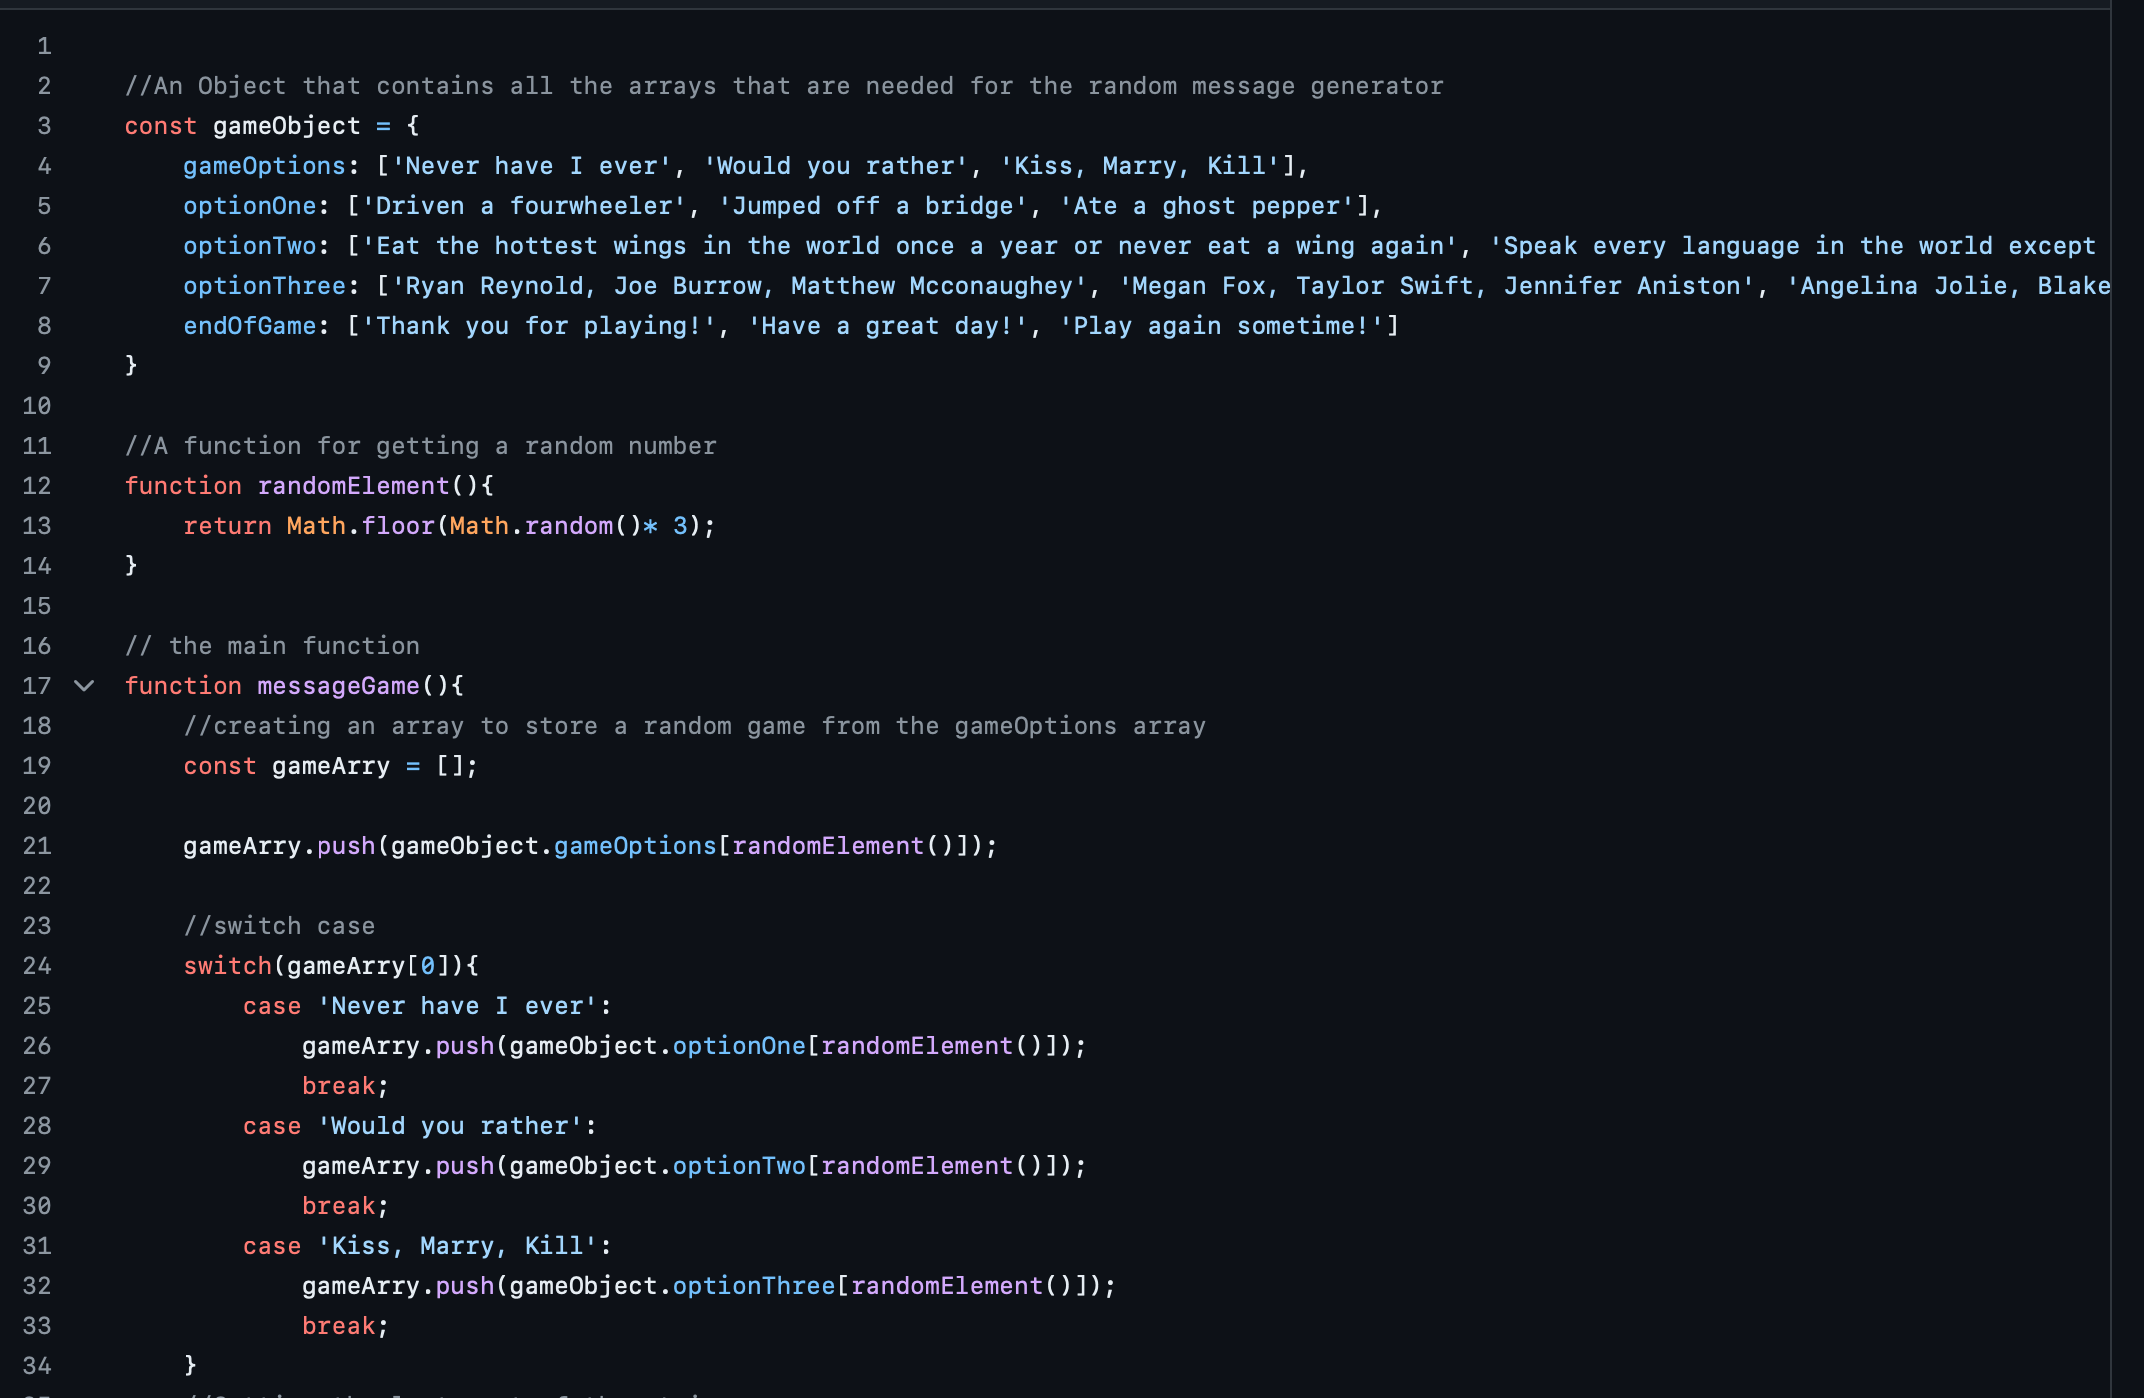 1
2 //An Object that contains all the arrays that are needed for the random message generator
3 const gameObject = {
4 gameOptions: ['Never have I ever', 'Would you rather', 'Kiss, Marry, Kill'],
5 optionOne: ['Driven a fourwheeler', 'Jumped off a bridge', 'Ate a ghost pepper'],
6 optionTwo: ['Eat the hottest wings in the world once a year or never eat a wing again', 'Speak every language in the world except
7 optionThree: ['Ryan Reynold, Joe Burrow, Matthew Mcconaughey', 'Megan Fox, Taylor Swift, Jennifer Aniston', 'Angelina Jolie, Blake
8 endOfGame: ['Thank you for playing!', 'Have a great day!', 'Play again sometime!']
9 }
10
11 //A function for getting a random number
12 function randomElement(){
13 return Math.floor(Math.random()* 3);
14 }
15
16 // the main function
17 function messageGame(){
18 //creating an array to store a random game from the gameOptions array
19 const gameArry = [];
20
21 gameArry.push(gameObject.gameOptions[randomElement()]);
22
23 //switch case
24 switch(gameArry[0]){
25 case 'Never have I ever':
26 gameArry.push(gameObject.optionOne[randomElement()]);
27 break;
28 case 'Would you rather':
29 gameArry.push(gameObject.optionTwo[randomElement()]);
30 break;
31 case 'Kiss, Marry, Kill':
32 gameArry.push(gameObject.optionThree[randomElement()]);
33 break;
34 }